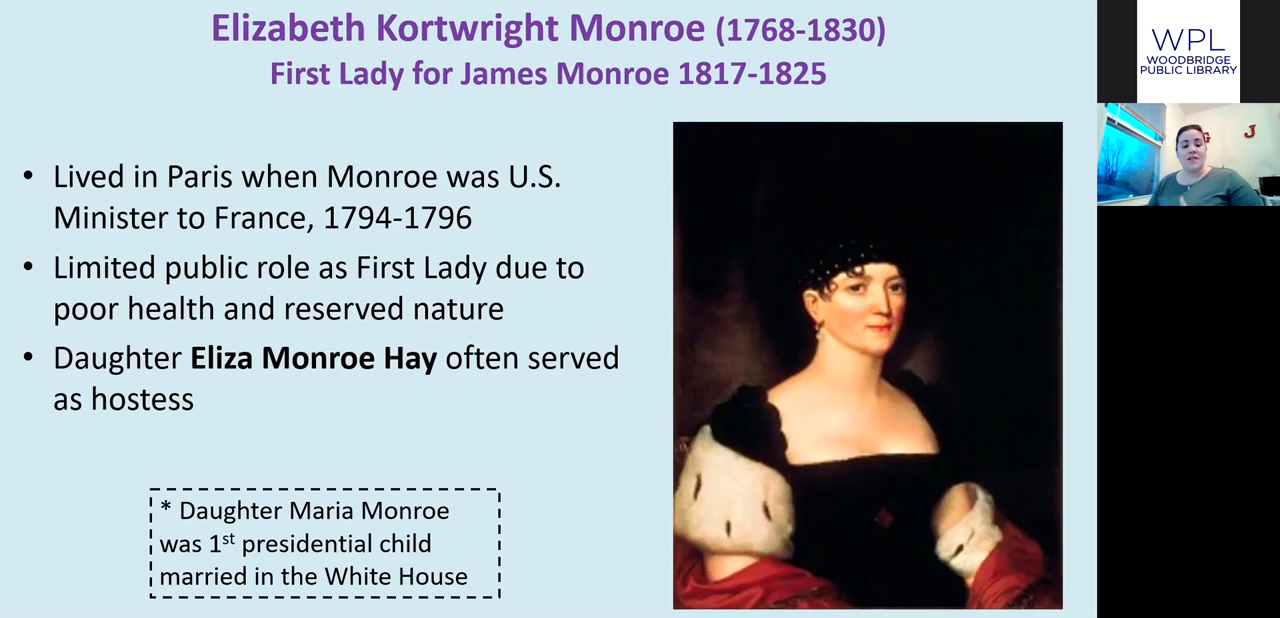 Elizabeth Kortwright Monroe (1768-1830)
First Lady for James Monroe 1817-1825
• Lived in Paris when Monroe was U.S.
Minister to France, 1794-1796
• Limited public role as First Lady due to
poor health and reserved nature
• Daughter Eliza Monroe Hay often served
as hostess
* Daughter Maria Monroe
was 1st presidential child
married in the White House
WPL
WOODBRIDGE
PUBLIC LIBRARY
G J